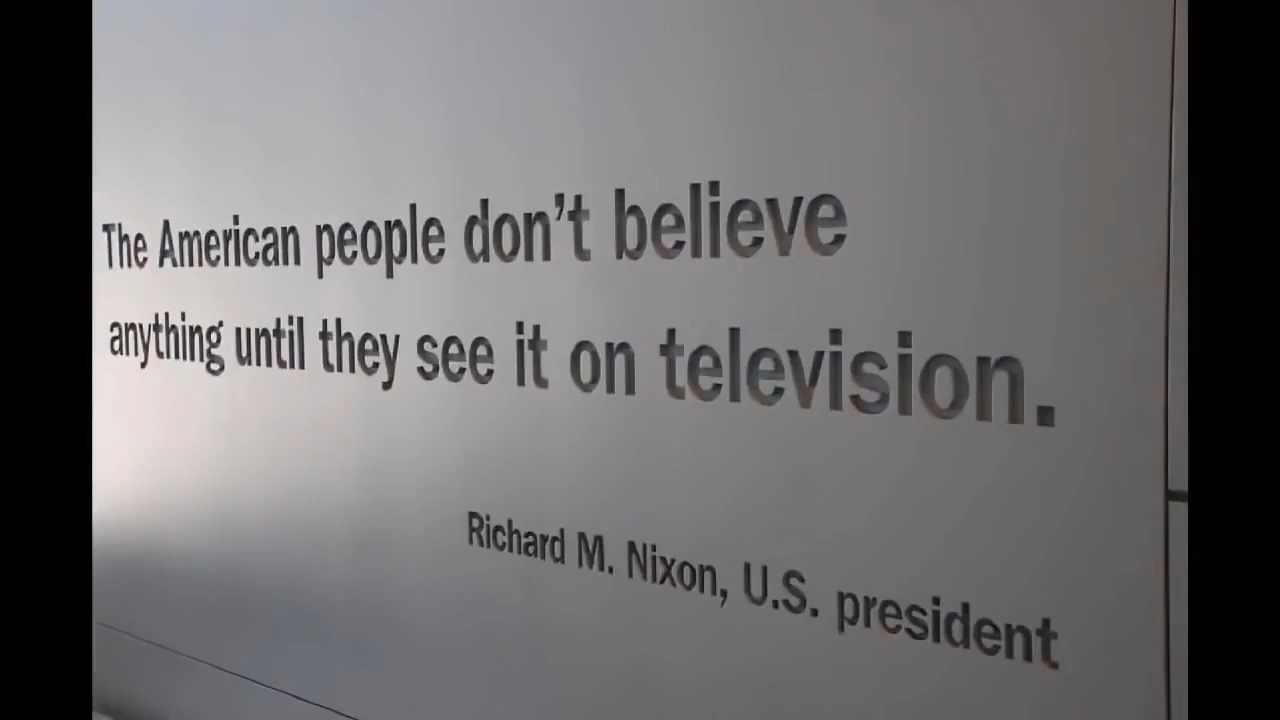 The American people don’t believe
anything until they see it on television.
Richard M. Nixon, U.S. president